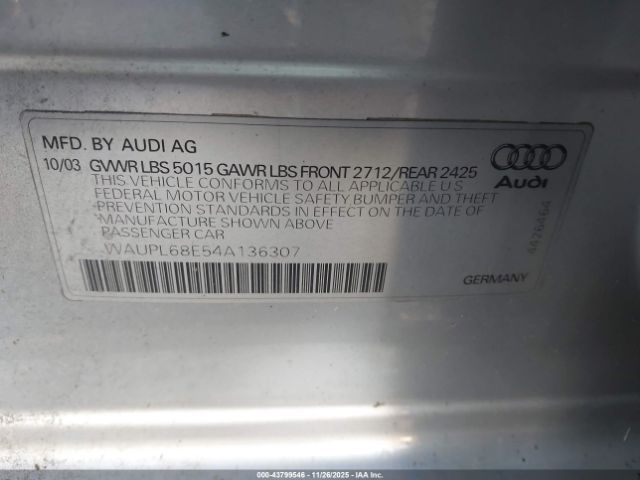 MFD. BY AUDI AG
10/03 GVWR LBS 5015 GAWR LBS FRONT 2712/REAR 2425
THIS VEHICLE CONFORMS TO ALL APPLICABLE U S
FEDERAL MOTOR VEHICLE SAFETY BUMPER AND THEFT
PREVENTION STANDARDS IN EFFECT ON THE DATE OF
MANUFACTURE SHOWN ABOVE
PASSENGER CAR
WAUPL68E54A136307
Audi
4426464
GERMANY
000-43799546 | 11/26/2025 | IAA Inc. ©